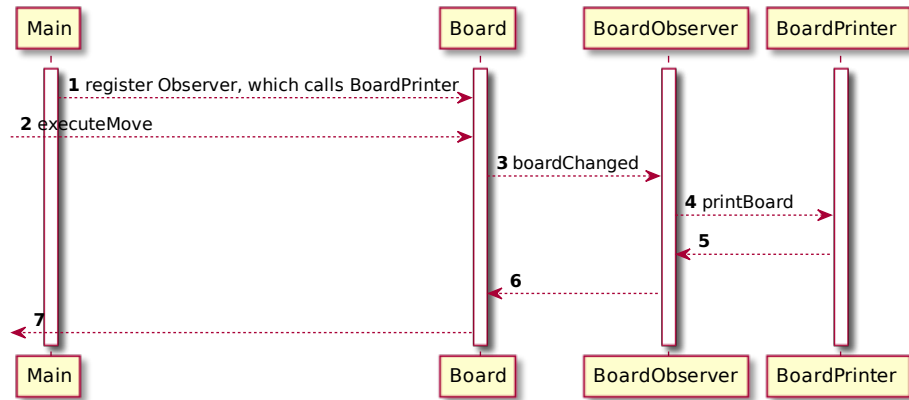 Main Board BoardObserver BoardPrinter
1 register Observer, which calls BoardPrinter
2 executeMove
3 boardChanged
4 printBoard
5
6
7
Main Board BoardObserver BoardPrinter